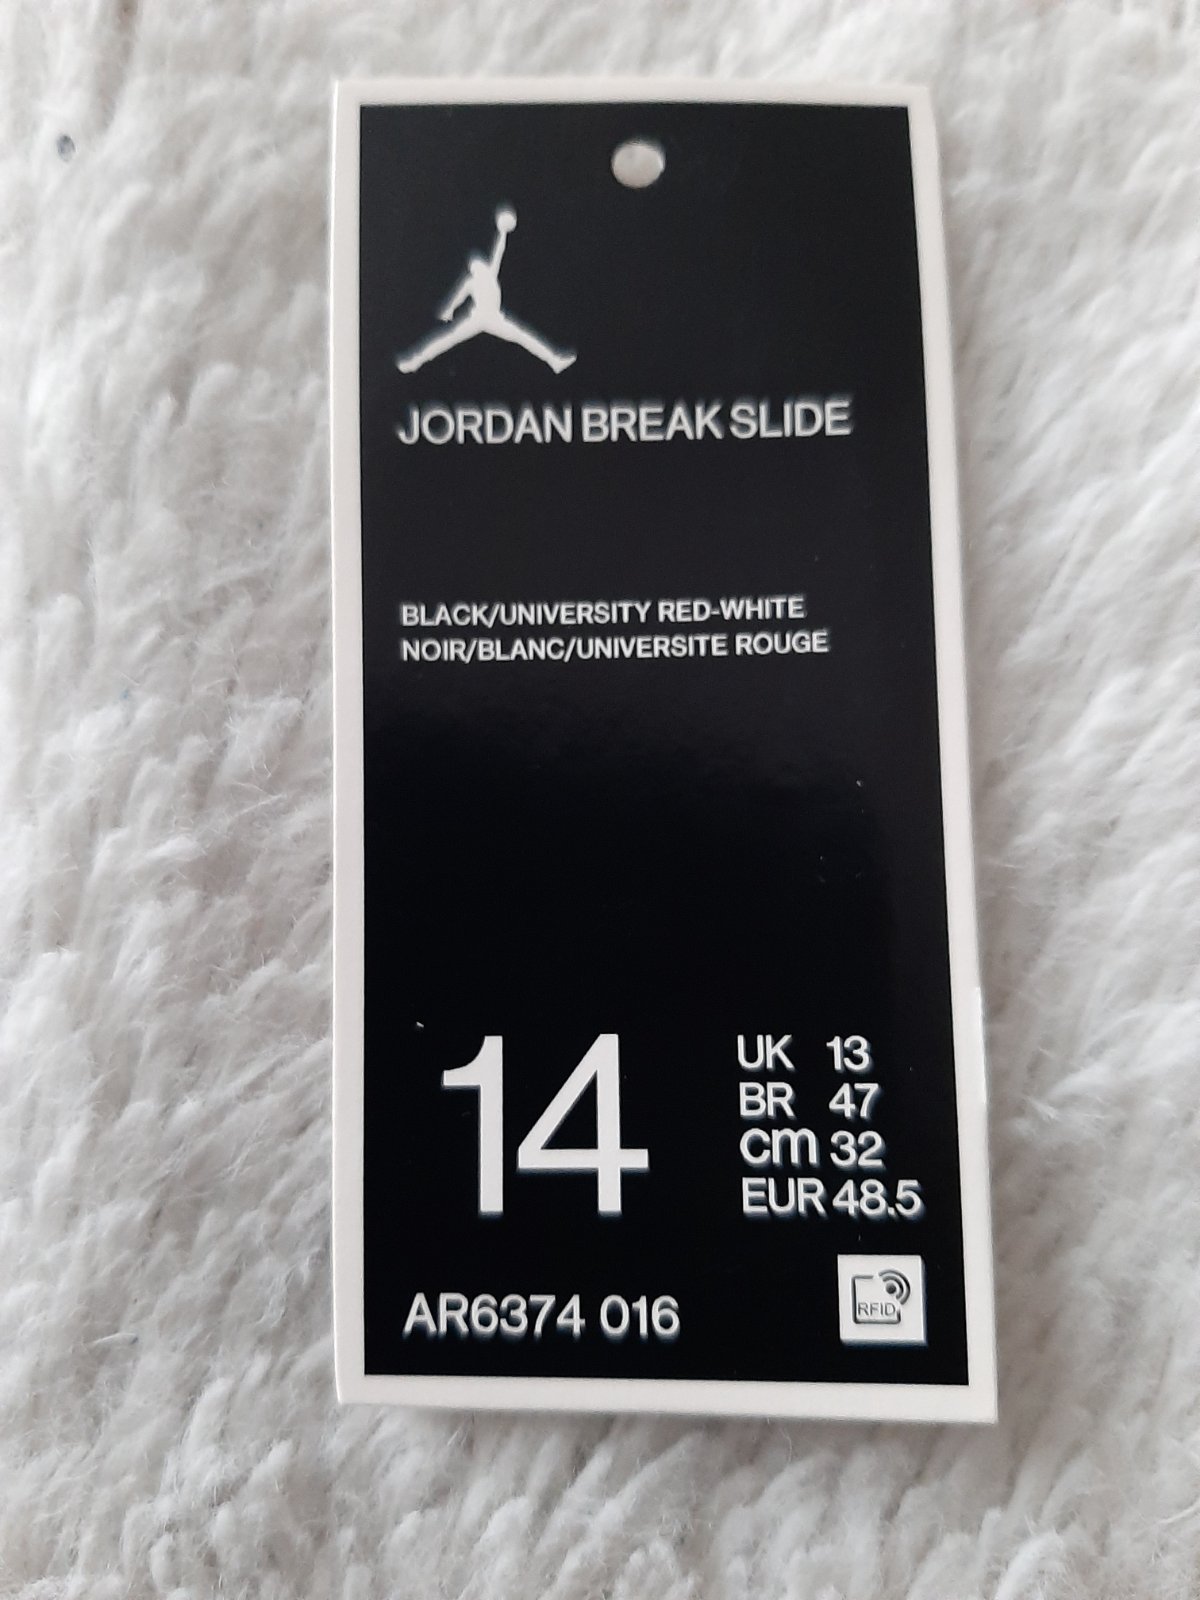 JORDAN BREAK SLIDE
BLACK/UNIVERSITY RED-WHITE
NOIR/BLANC/UNIVERSITE ROUGE
14
UK 13
BR 47
cm 32
EUR 48.5
AR6374 016
RFID